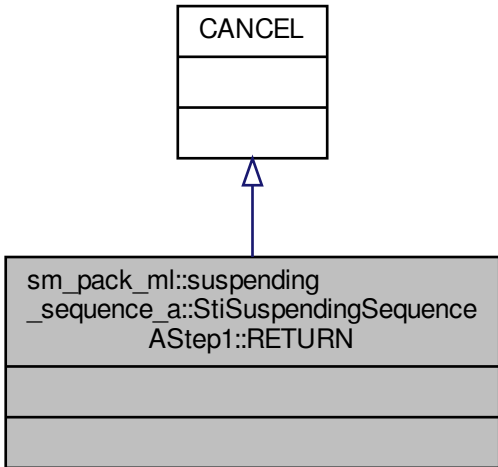 CANCEL
sm_pack_ml::suspending
_sequence_a::StiSuspendingSequence
AStep1::RETURN